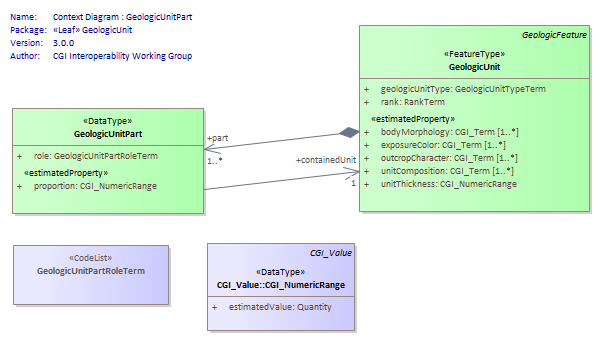 Name: Context Diagram : GeologicUnitPart
Package: «Leaf» GeologicUnit
Version: 3.0.0
Author: CGI Interoperability Working Group
GeologicFeature
«FeatureType»
GeologicUnit
+ geologicUnitType: GeologicUnitTypeTerm
+ rank: RankTerm
«estimatedProperty»
+ bodyMorphology: CGI_Term [1..*]
+ exposureColor: CGI_Term [1..*]
+ outcropCharacter: CGI_Term [1..*]
+ unitComposition: CGI_Term [1..*]
+ unitThickness: CGI_NumericRange
«DataType»
GeologicUnitPart
+ role: GeologicUnitPartRoleTerm
«estimatedProperty»
+ proportion: CGI_NumericRange
+part
1..*
+containedUnit
1
«CodeList»
GeologicUnitPartRoleTerm
CGI_Value
«DataType»
CGI_Value::CGI_NumericRange
+ estimatedValue: Quantity